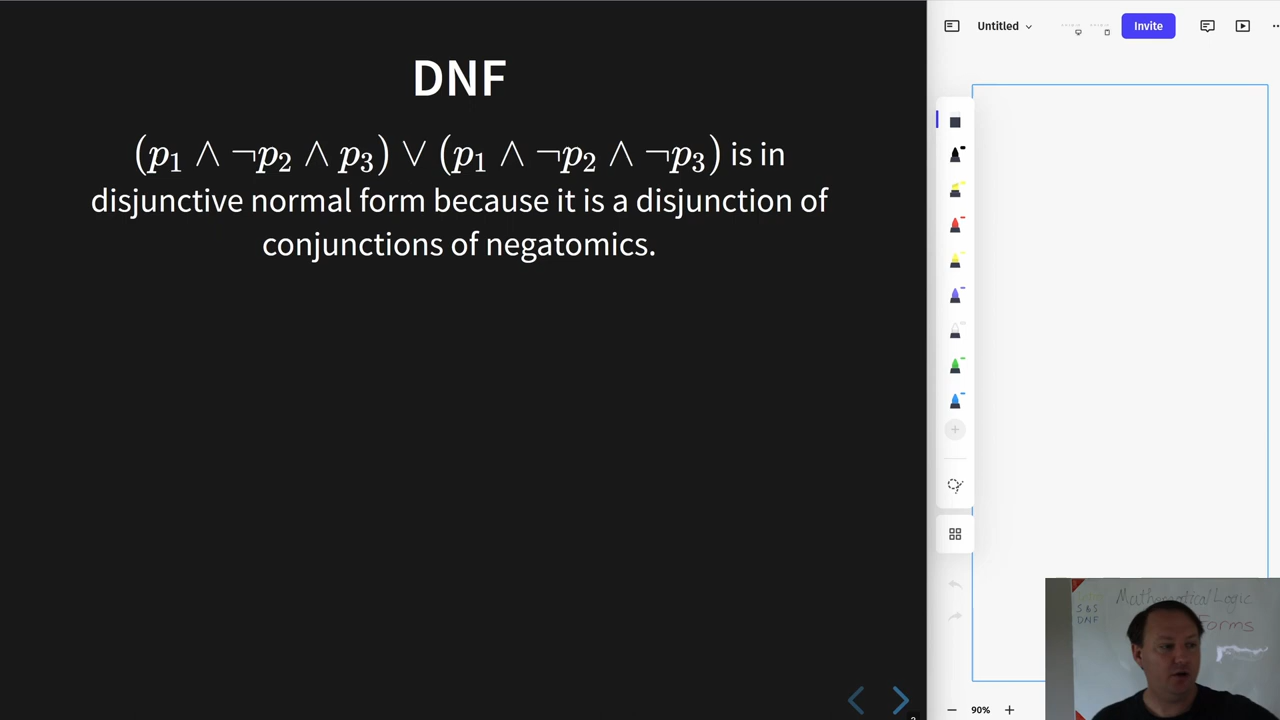 DNF
(p₁ ∧ ¬p₂ ∧ p₃) ∨ (p₁ ∧ ¬p₂ ∧ ¬p₃) is in
disjunctive normal form because it is a disjunction of
conjunctions of negatomics.
Untitled
Invite
90%
Mathematical Logic
S&S
DNF
Forms